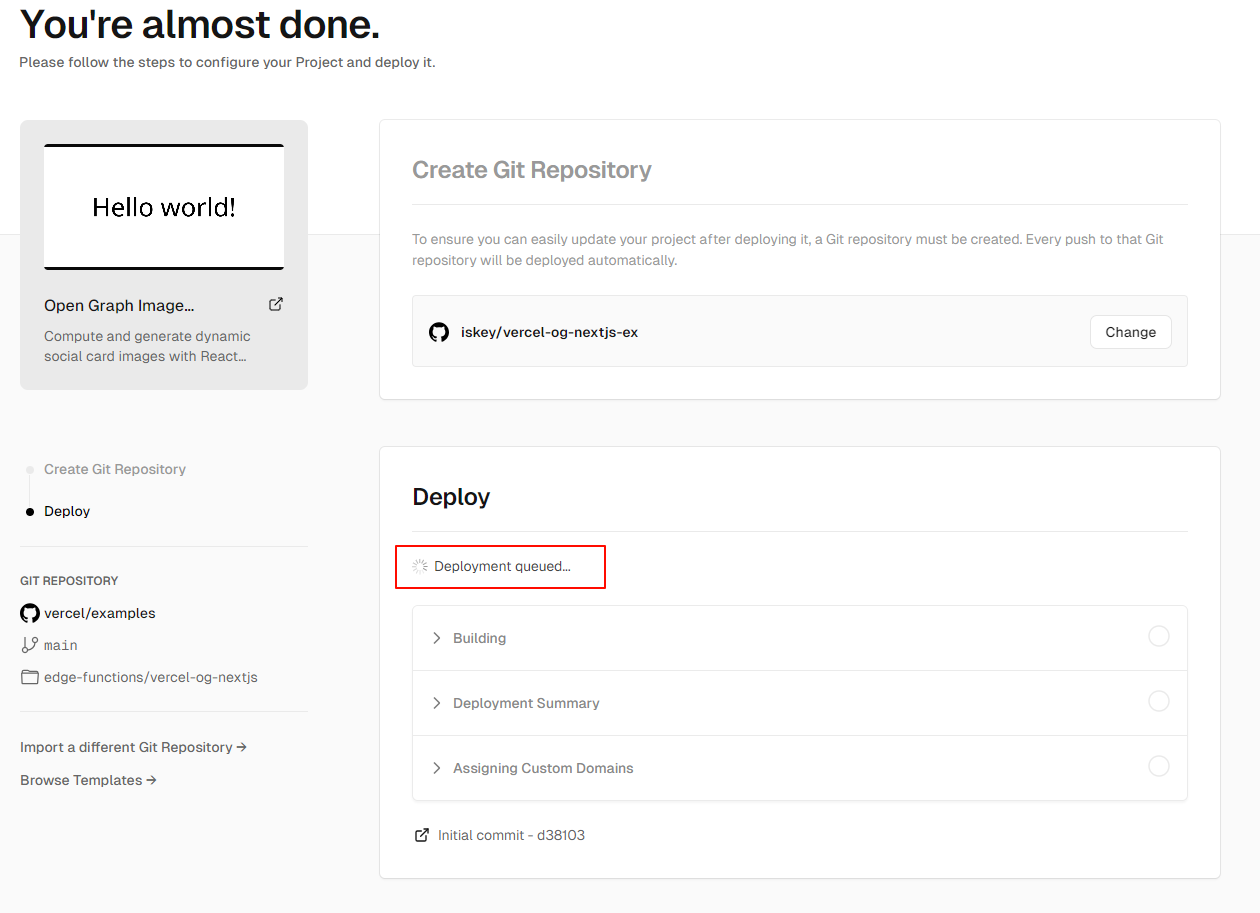 You're almost done.
Please follow the steps to configure your Project and deploy it.
Hello world!
Open Graph Image...
Compute and generate dynamic
social card images with React...
Create Git Repository
Deploy
GIT REPOSITORY
vercel/examples
main
edge-functions/vercel-og-nextjs
Import a different Git Repository →
Browse Templates →
Create Git Repository
To ensure you can easily update your project after deploying it, a Git repository must be created. Every push to that Git
repository will be deployed automatically.
iskey/vercel-og-nextjs-ex
Change
Deploy
Deployment queued...
Building
Deployment Summary
Assigning Custom Domains
Initial commit - d38103